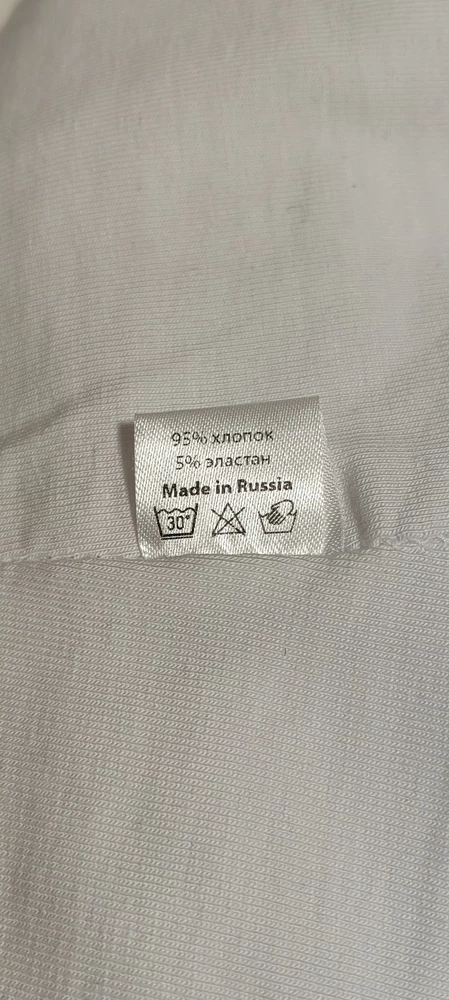 95% хлопок
5% эластан
Made in Russia
30°